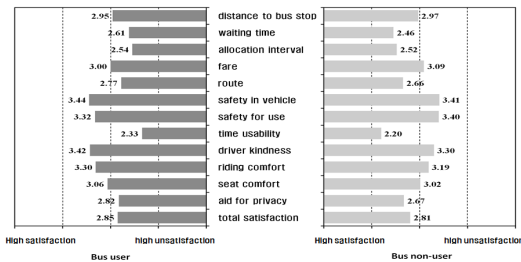 2.95 distance to bus stop 2.97
2.61 waiting time 2.46
2.54 allocation interval 2.52
3.00 fare 3.09
2.77 route 2.66
3.44 safety in vehicle 3.41
3.32 safety for use 3.40
2.33 time usability 2.20
3.42 driver kindness 3.30
3.30 riding comfort 3.19
3.06 seat comfort 3.02
2.82 aid for privacy 2.67
2.85 total satisfaction 2.81
High satisfaction high unsatisfaction High satisfaction high unsatisfaction
Bus user Bus non-user